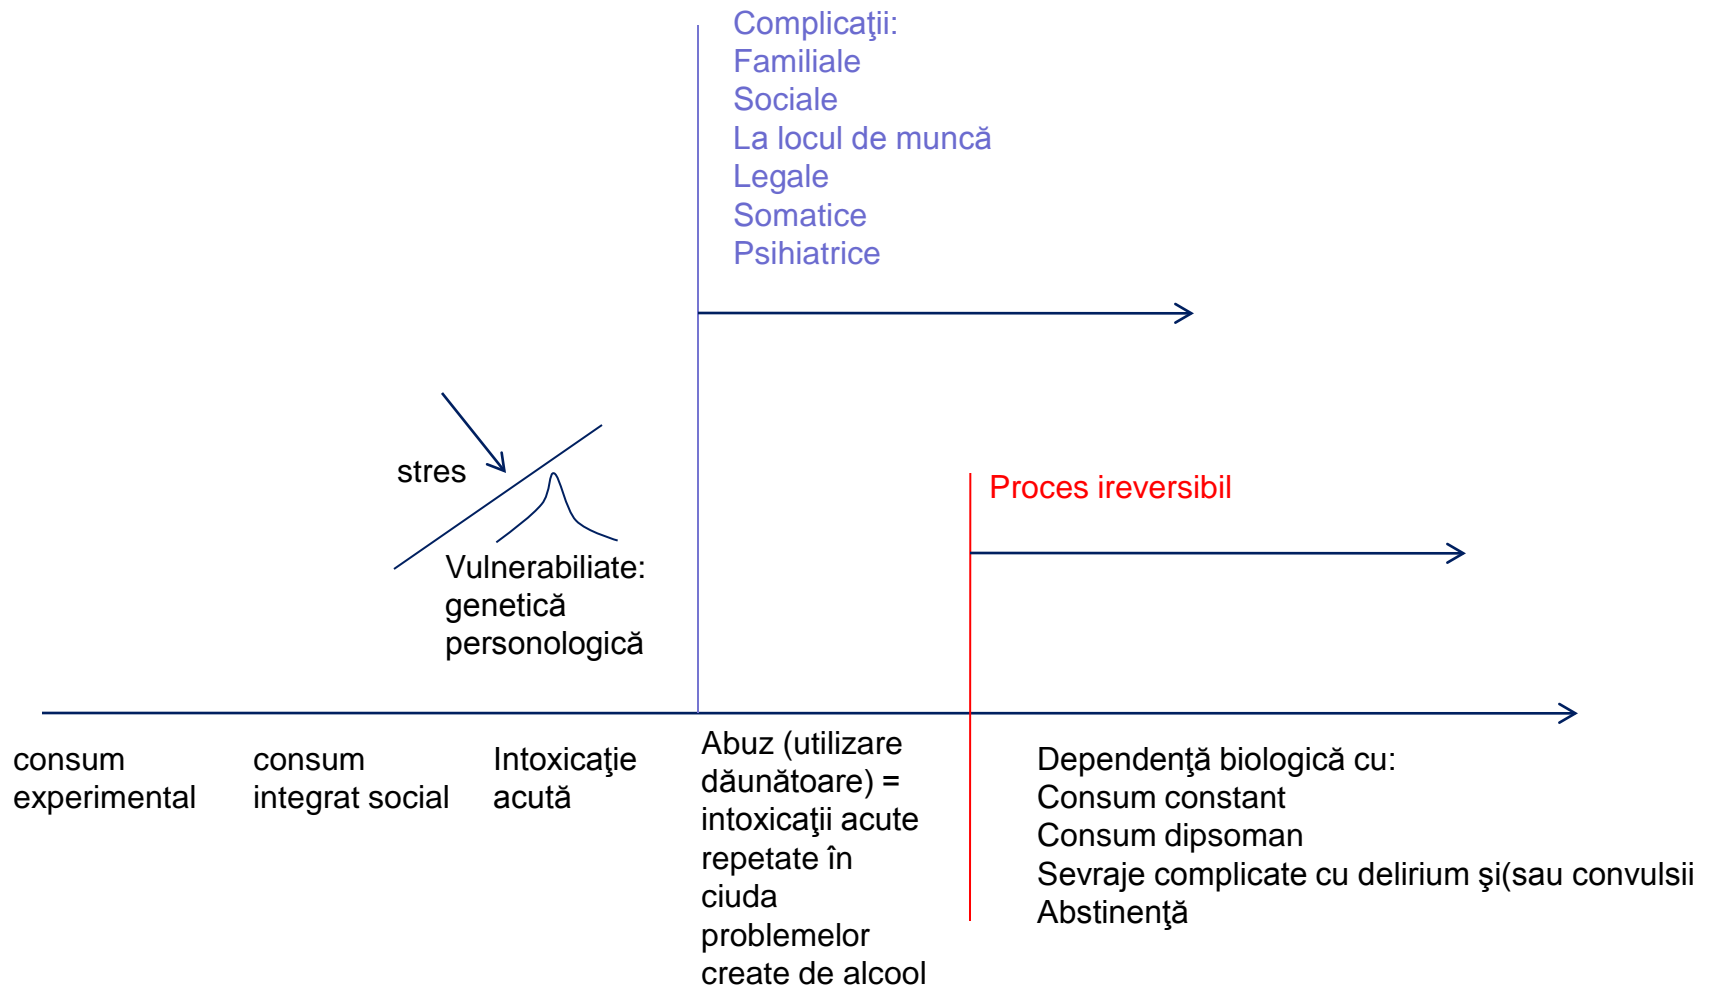 Complicaţii:
Familiale
Sociale
La locul de muncă
Legale
Somatice
Psihiatrice
stres
Vulnerabiliate:
genetică
personologică
Proces ireversibil
consum
experimental
consum
integrat social
Intoxicaţie
acută
Abuz (utilizare
dăunătoare) =
intoxicaţii acute
repetate în
ciuda
problemelor
create de alcool
Dependenţă biologică cu:
Consum constant
Consum dipsoman
Sevraje complicate cu delirium şi(sau convulsii
Abstinenţă